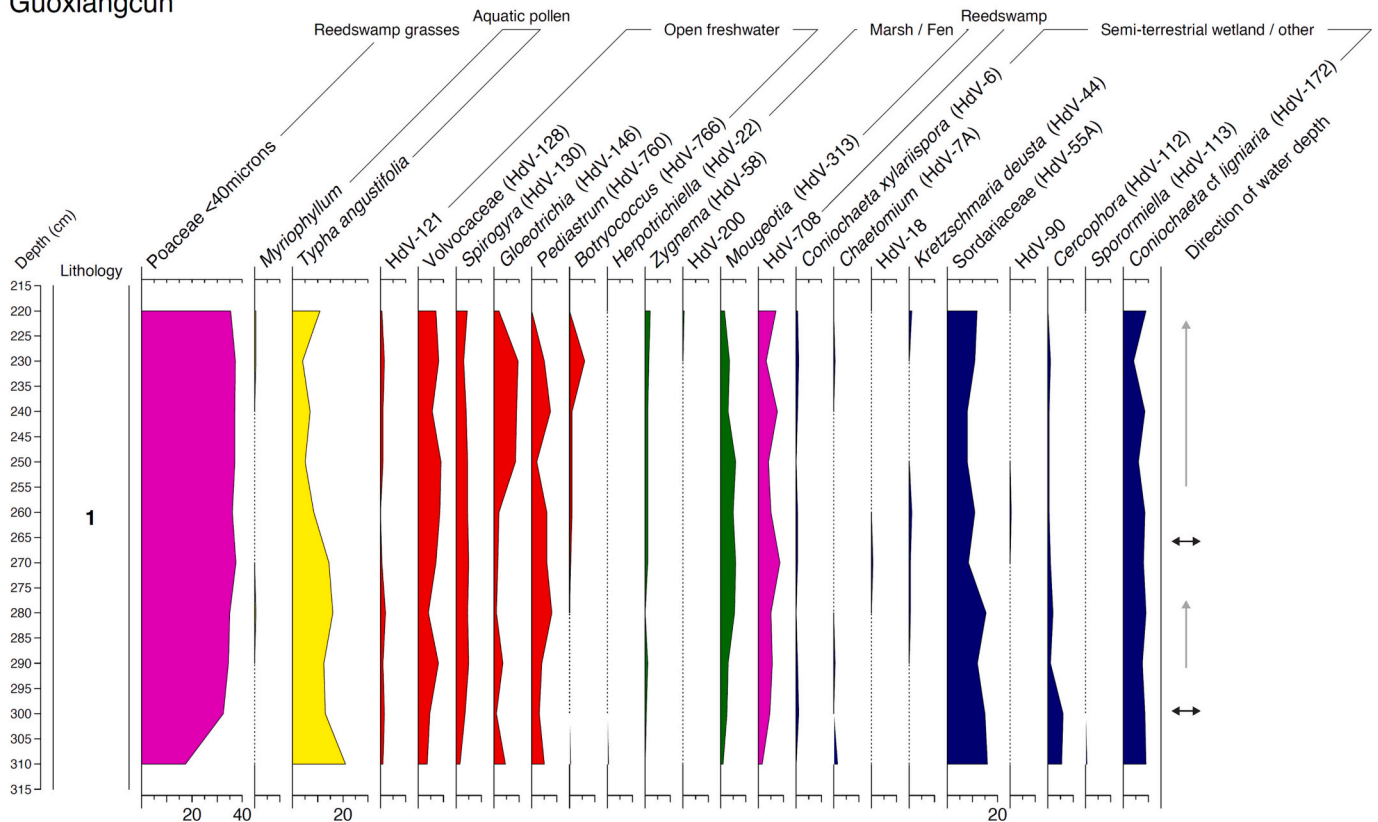 Guoxiangcun
Aquatic pollen
Reedswamp
Reedswamp grasses
Open freshwater
Marsh / Fen
Semi-terrestrial wetland / other
Depth (cm)
Lithology
Poaceae <40microns
Myriophyllum
Typha angustifolia
HdV-121
Volvocaceae (HdV-128)
Spirogyra (HdV-130)
Gloeotrichia (HdV-146)
Pediastrum (HdV-760)
Botryococcus (HdV-766)
Herpotrichiella (HdV-22)
Zygnema (HdV-58)
HdV-200
Mougeotia (HdV-313)
HdV-708
Coniochaeta xylariispora (HdV-6)
Chaetomium (HdV-7A)
HdV-18
Kretzschmaria deusta (HdV-44)
Sordariaceae (HdV-55A)
HdV-90
Cercophora (HdV-112)
Sporormiella (HdV-113)
Coniochaeta cf ligniaria (HdV-172)
Direction of water depth
215
220
225
230
235
240
245
250
255
260
265
270
275
280
285
290
295
300
305
310
315
1
20 40 20 20